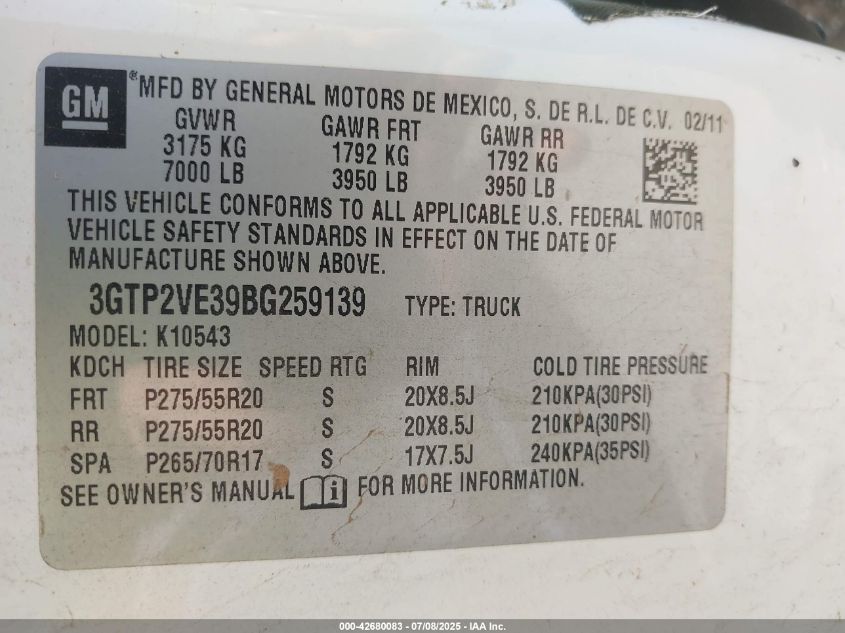 GM ® MFD BY GENERAL MOTORS DE MEXICO, S. DE R.L. DE C.V. 02/11
GVWR GAWR FRT GAWR RR
3175 KG 1792 KG 1792 KG
7000 LB 3950 LB 3950 LB
THIS VEHICLE CONFORMS TO ALL APPLICABLE U.S. FEDERAL MOTOR
VEHICLE SAFETY STANDARDS IN EFFECT ON THE DATE OF
MANUFACTURE SHOWN ABOVE.
3GTP2VE39BG259139 TYPE: TRUCK
MODEL: K10543
KDCH TIRE SIZE SPEED RTG RIM COLD TIRE PRESSURE
FRT P275/55R20 S 20X8.5J 210KPA(30PSI)
RR P275/55R20 S 20X8.5J 210KPA(30PSI)
SPA P265/70R17 S 17X7.5J 240KPA(35PSI)
SEE OWNER'S MANUAL FOR MORE INFORMATION.
000-42680083 - 07/08/2025 - IAA Inc.